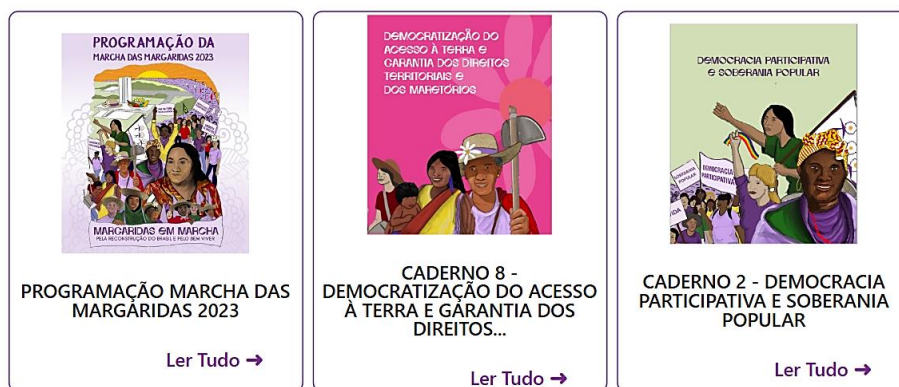 PROGRAMAÇÃO DA
MARCHA DAS MARGARIDAS 2023
MARGARIDAS EM MARCHA
PELA RECONSTRUÇÃO DO BRASIL E PELO BEM VIVER
PROGRAMAÇÃO MARCHA DAS
MARGARIDAS 2023
Ler Tudo ➜
DEMOCRATIZAÇÃO DO
ACESSO À TERRA E
GARANTIA DOS DIREITOS
TERRITORIAIS E
DOS MARETÓRIOS
CADERNO 8 -
DEMOCRATIZAÇÃO DO ACESSO
À TERRA E GARANTIA DOS
DIREITOS...
Ler Tudo ➜
DEMOCRACIA PARTICIPATIVA
E SOBERANIA POPULAR
SOBERANIA
POPULAR
DEMOCRACIA
PARTICIPATIVA
VIDA
CADERNO 2 - DEMOCRACIA
PARTICIPATIVA E SOBERANIA
POPULAR
Ler Tudo ➜